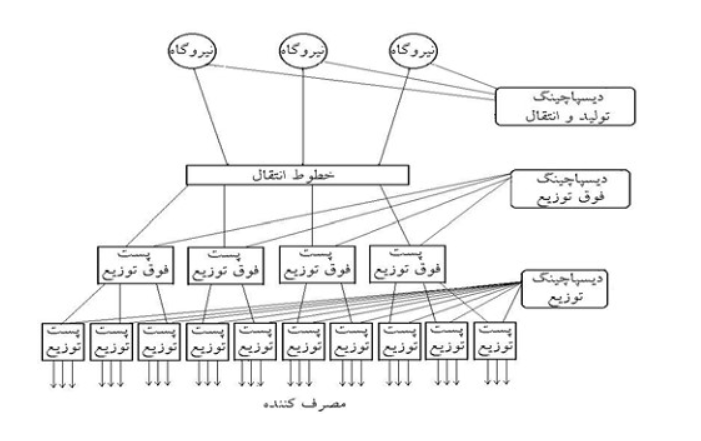 نیروگاه نیروگاه نیروگاه
دیسپاچینگ
تولید و انتقال
خطوط انتقال
دیسپاچینگ
فوق توزیع
پست پست پست پست
فوق توزیع فوق توزیع فوق توزیع فوق توزیع
دیسپاچینگ
توزیع
پست پست پست پست پست پست پست پست پست پست
توزیع توزیع توزیع توزیع توزیع توزیع توزیع توزیع توزیع توزیع
مصرف کننده